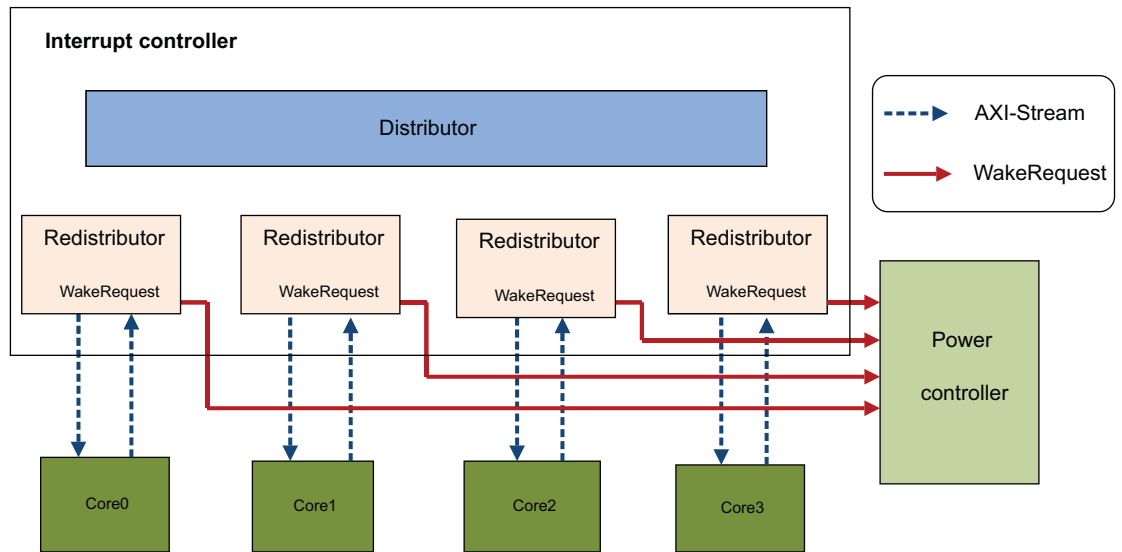 Interrupt controller
Distributor
AXI-Stream
WakeRequest
Redistributor
WakeRequest
Redistributor
WakeRequest
Redistributor
WakeRequest
Redistributor
WakeRequest
Power
controller
Core0
Core1
Core2
Core3